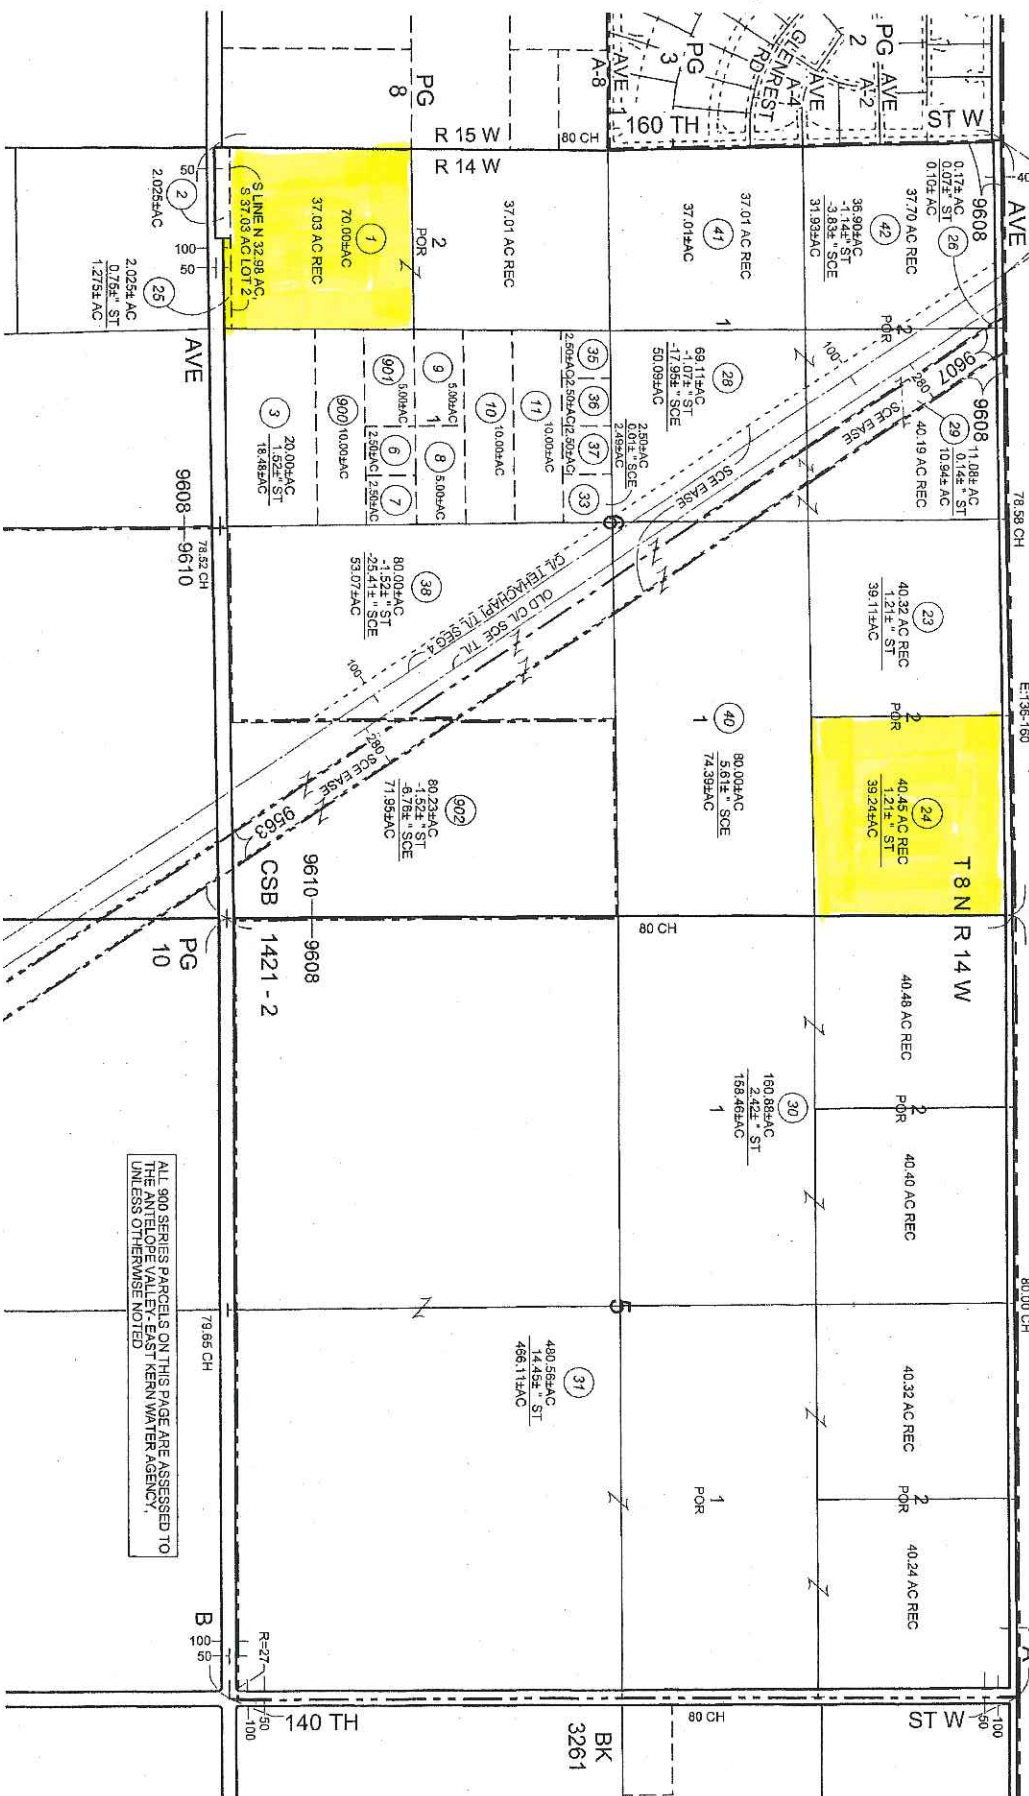 AVE
A
ST W
160 TH
ST W
140 TH
AVE
B
PG
2
AVE
A-2
AVE
A-4
GLENREST
RD
PG
3
AVE
A-8
PG
8
R 15 W
R 14 W
80 CH
T 8 N R 14 W
E:136-160
78.58 CH
80.00 CH
40
9608
0.17± AC
0.07± " ST
0.10± AC
26
37.70 AC REC
42
36.90±AC
-1.14± " ST
-3.83± " SCE
31.93±AC
2
POR
9607
9608
29
11.08± AC
0.14± " ST
10.94± AC
40.19 AC REC
280
SCE EASE
100
23
40.32 AC REC
1.21± " ST
39.11±AC
2
POR
24
40.45 AC REC
1.21± " ST
39.24±AC
40.48 AC REC
2
POR
40.40 AC REC
40.32 AC REC
2
POR
40.24 AC REC
37.01 AC REC
41
37.01±AC
1
28
69.11±AC
-1.07± " ST
-17.95± " SCE
50.09±AC
SCE EASE
40
1
80.00±AC
5.61± " SCE
74.39±AC
30
160.88±AC
2.42± " ST
158.46±AC
1
1
POR
6
5
80 CH
80 CH
37.01 AC REC
2
POR
1
70.00±AC
37.03 AC REC
S LINE N 32.98 AC,
S 37.03 AC LOT 2
35
2.50±AC
36
2.50±AC
37
2.50±AC
33
2.50±AC
0.01± " SCE
2.49±AC
11
10.00±AC
10
10.00±AC
9
5.00±AC
1
8
5.00±AC
901
5.00±AC
6
2.50±AC
7
2.50±AC
900
10.00±AC
3
20.00±AC
1.52± " ST
18.48±AC
38
80.00±AC
-1.52± " ST
-25.41± " SCE
53.07±AC
C/L TEHACHAPI T/L SEG 4
OLD C/L SCE T/L
100
280
SCE EASE
9563
902
80.23±AC
-1.52± " ST
-6.76± " SCE
71.95±AC
31
480.56±AC
14.45± " ST
466.11±AC
9610
9608
CSB 1421 - 2
9608
9610
78.52 CH
79.65 CH
PG
10
50
2
2.025±AC
100
50
25
2.025± AC
0.75± " ST
1.275± AC
BK
3261
R=27
100
50
50
100
100
50
ALL 900 SERIES PARCELS ON THIS PAGE ARE ASSESSED TO
THE ANTELOPE VALLEY- EAST KERN WATER AGENCY,
UNLESS OTHERWISE NOTED